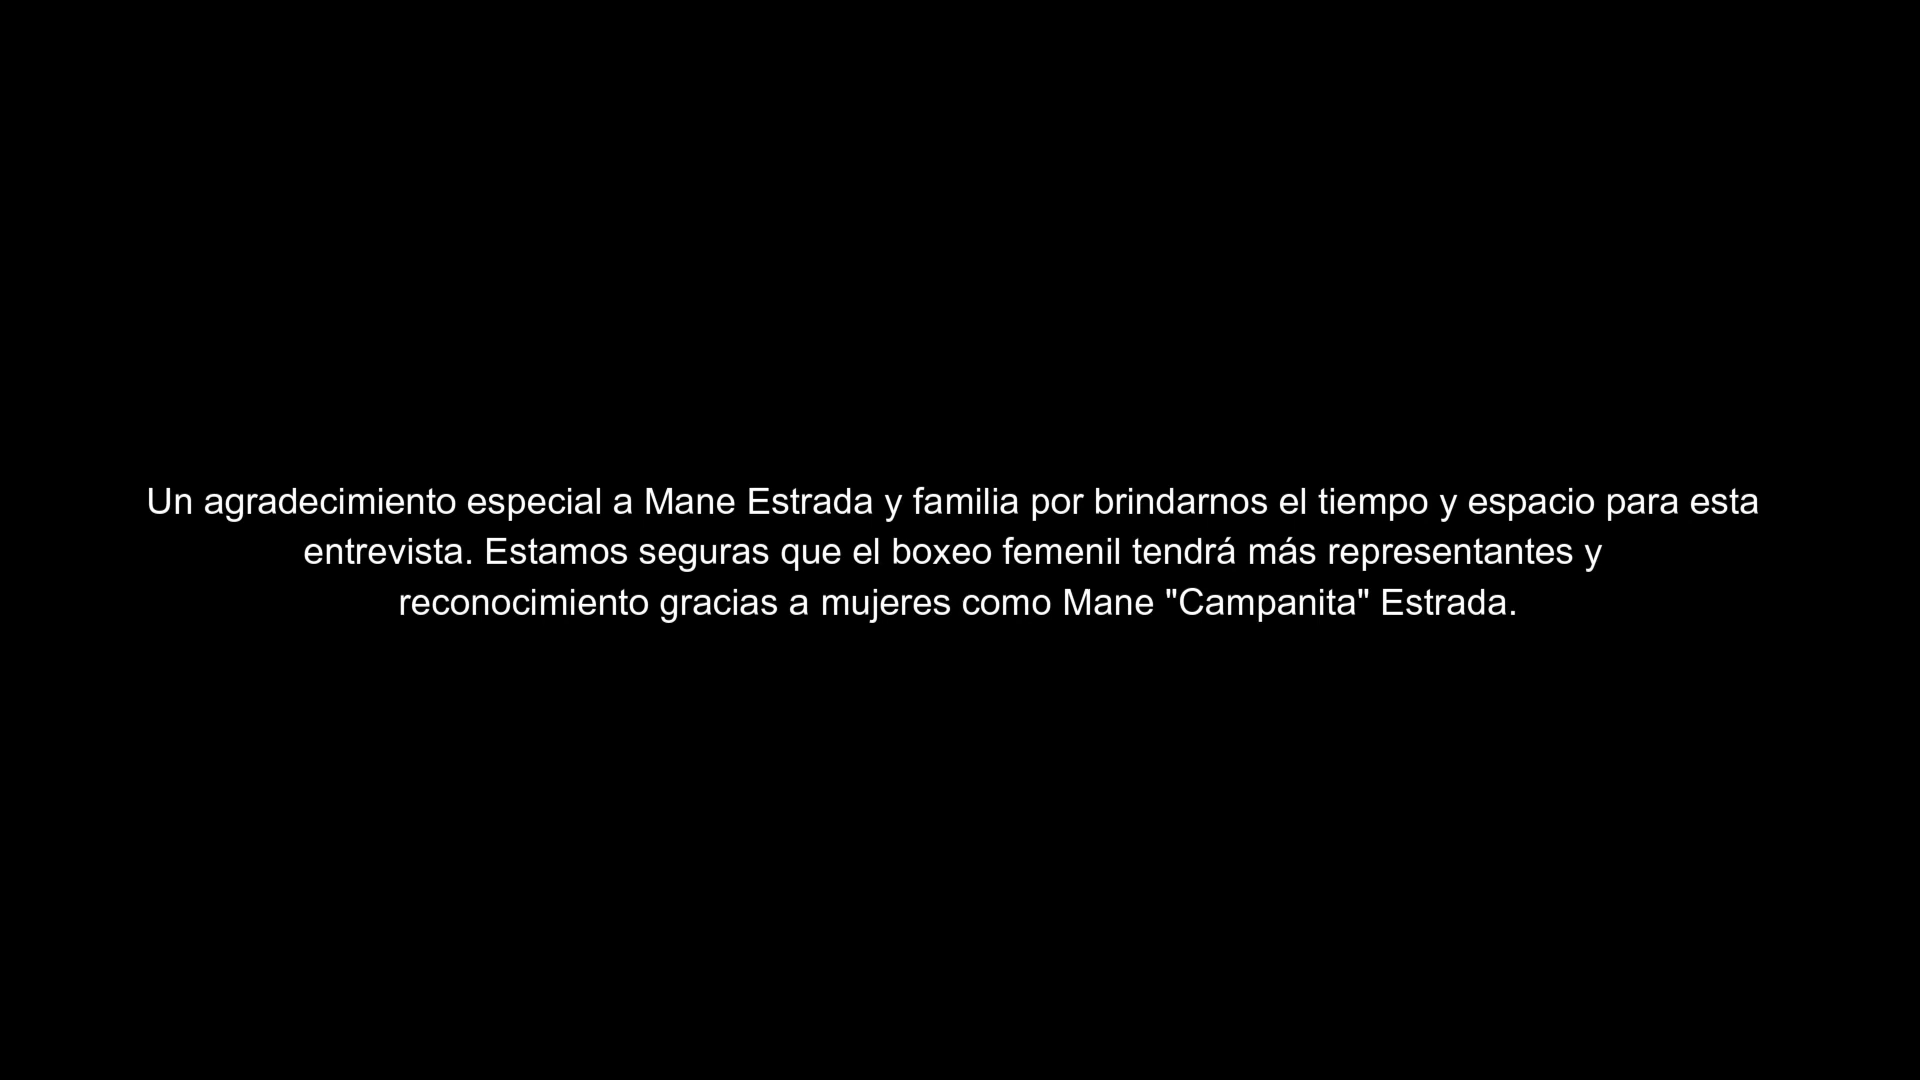 Un agradecimiento especial a Mane Estrada y familia por brindarnos el tiempo y espacio para esta
entrevista. Estamos seguras que el boxeo femenil tendrá más representantes y
reconocimiento gracias a mujeres como Mane "Campanita" Estrada.